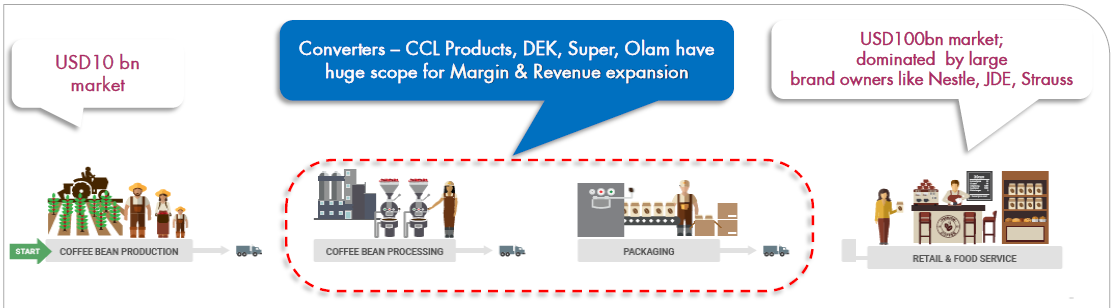 USD10 bn
market
Converters – CCL Products, DEK, Super, Olam have
huge scope for Margin & Revenue expansion
USD100bn market;
dominated by large
brand owners like Nestle, JDE, Strauss
START
COFFEE BEAN PRODUCTION
COFFEE BEAN PROCESSING
PACKAGING
RETAIL & FOOD SERVICE